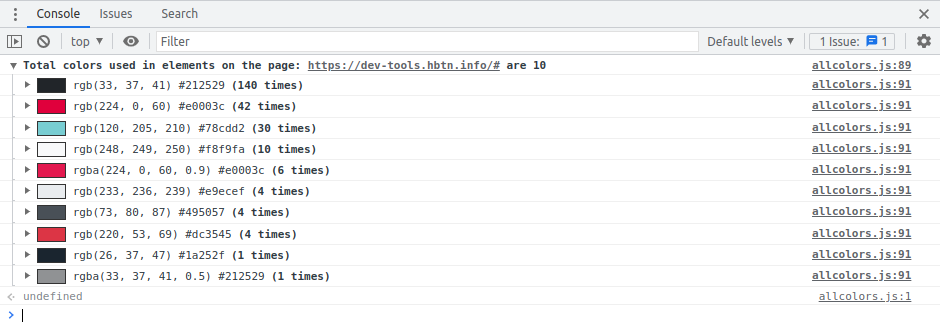 Console Issues Search
top Filter Default levels 1 Issue: 1
Total colors used in elements on the page: https://dev-tools.hbtn.info/# are 10 allcolors.js:89
rgb(33, 37, 41) #212529 (140 times) allcolors.js:91
rgb(224, 0, 60) #e0003c (42 times) allcolors.js:91
rgb(120, 205, 210) #78cdd2 (30 times) allcolors.js:91
rgb(248, 249, 250) #f8f9fa (10 times) allcolors.js:91
rgba(224, 0, 60, 0.9) #e0003c (6 times) allcolors.js:91
rgb(233, 236, 239) #e9ecef (4 times) allcolors.js:91
rgb(73, 80, 87) #495057 (4 times) allcolors.js:91
rgb(220, 53, 69) #dc3545 (4 times) allcolors.js:91
rgb(26, 37, 47) #1a252f (1 times) allcolors.js:91
rgba(33, 37, 41, 0.5) #212529 (1 times) allcolors.js:91
undefined allcolors.js:1